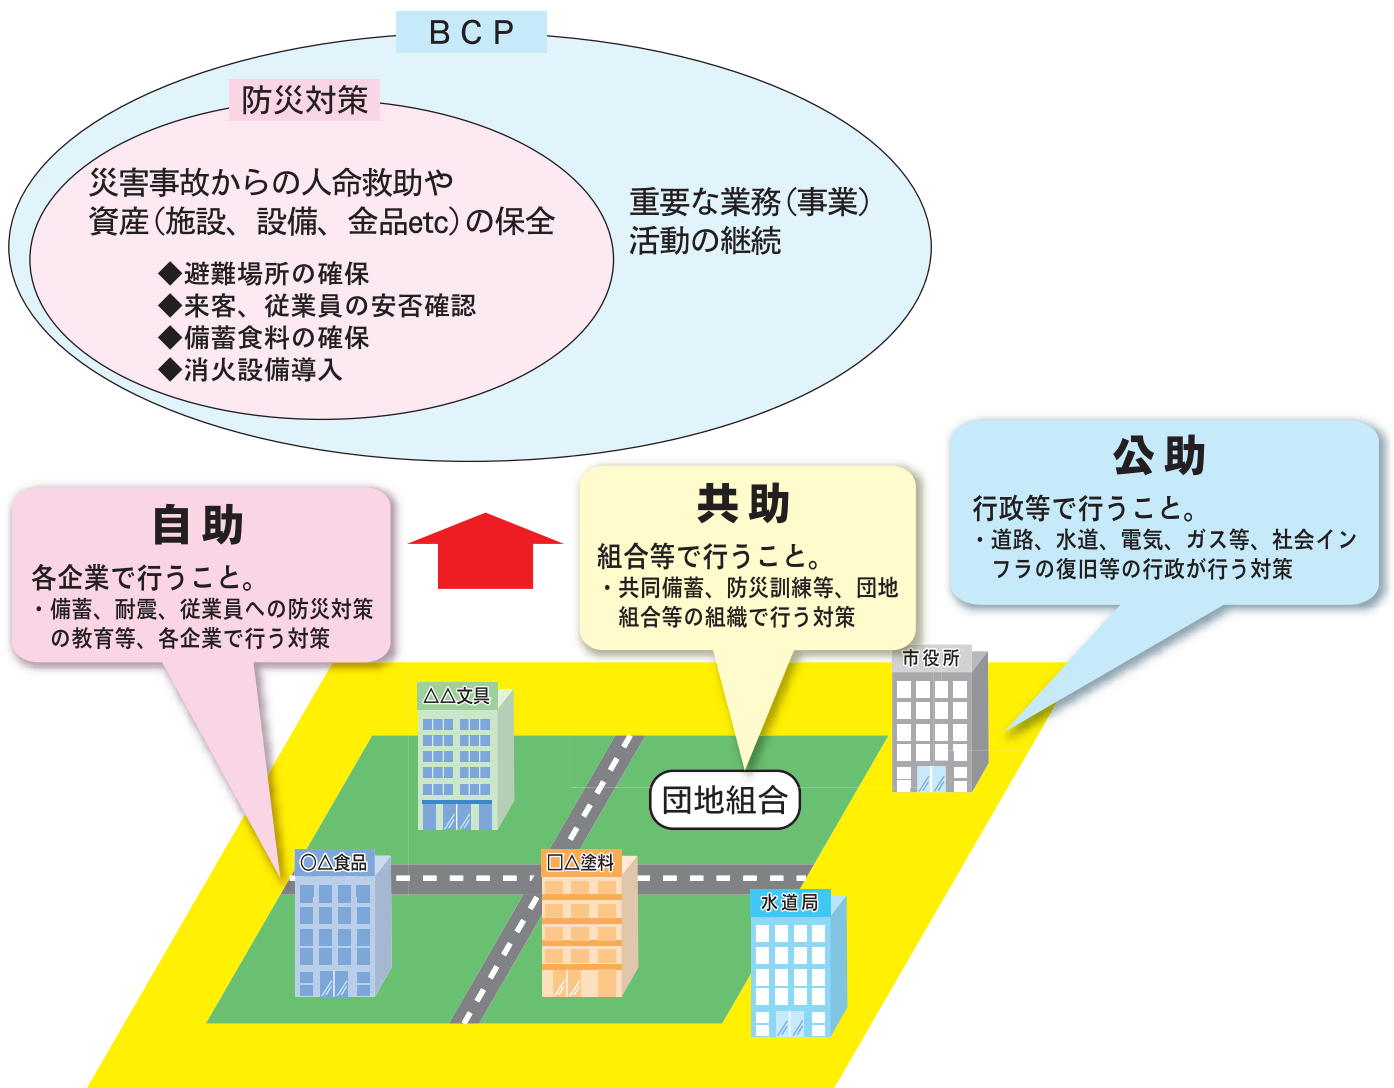 BCP
防災対策
災害事故からの人命救助や
資産（施設、設備、金品etc）の保全
◆避難場所の確保
◆来客、従業員の安否確認
◆備蓄食料の確保
◆消火設備導入
重要な業務（事業）
活動の継続
自助
各企業で行うこと。
・備蓄、耐震、従業員への防災対策
の教育等、各企業で行う対策
共助
組合等で行うこと。
・共同備蓄、防災訓練等、団地
組合等の組織で行う対策
公助
行政等で行うこと。
・道路、水道、電気、ガス等、社会イン
フラの復旧等の行政が行う対策
市役所
△△文具
団地組合
〇△食品
□△塗料
水道局